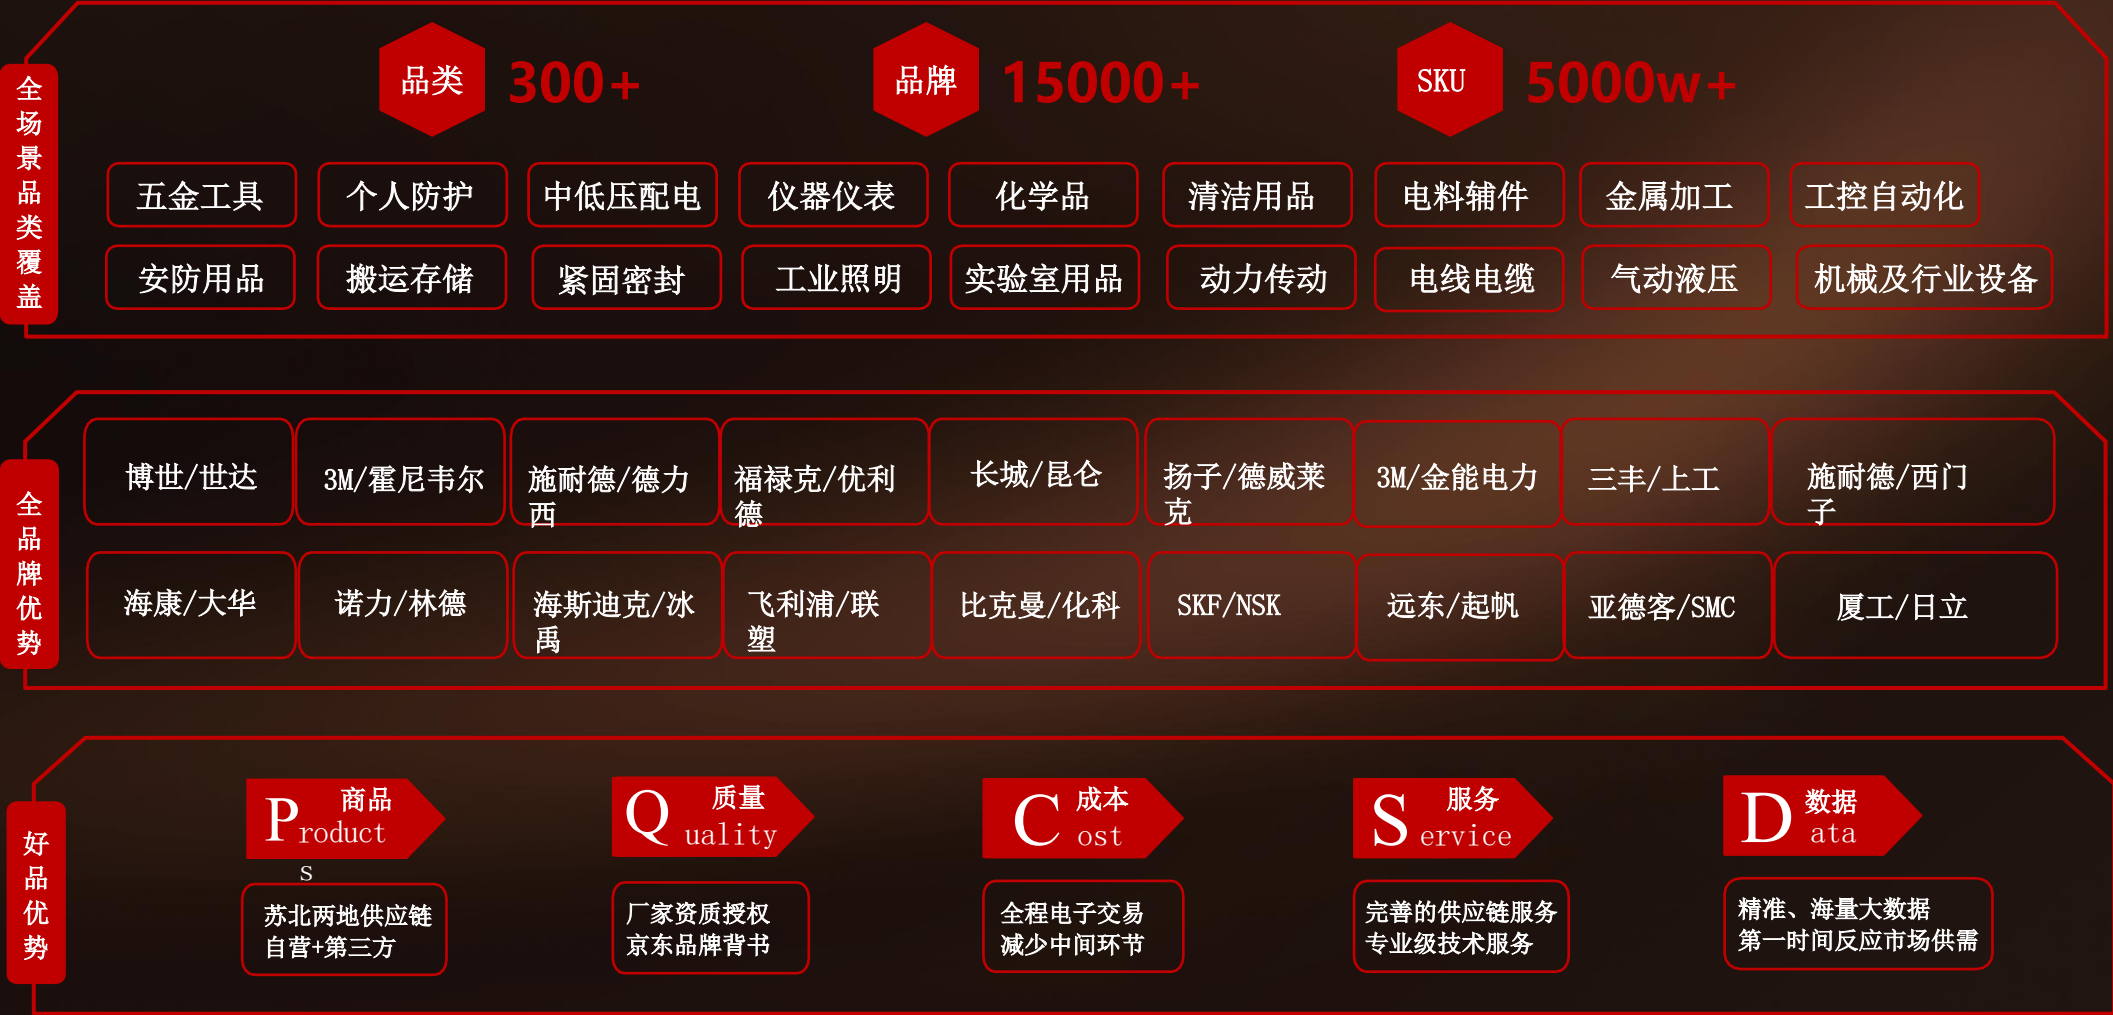 全场景品类覆盖
品类 300+
品牌 15000+
SKU 5000w+
五金工具 个人防护 中低压配电 仪器仪表 化学品 清洁用品 电料辅件 金属加工 工控自动化
安防用品 搬运存储 紧固密封 工业照明 实验室用品 动力传动 电线电缆 气动液压 机械及行业设备
全品牌优势
博世/世达
3M/霍尼韦尔
施耐德/德力
西
福禄克/优利
德
长城/昆仑
扬子/德威莱
克
3M/金能电力
三丰/上工
施耐德/西门
子
海康/大华
诺力/林德
海斯迪克/冰
禹
飞利浦/联
塑
比克曼/化科
SKF/NSK
远东/起帆
亚德客/SMC
厦工/日立
好品优势
商品
Product
s
苏北两地供应链
自营+第三方
质量
Quality
厂家资质授权
京东品牌背书
成本
Cost
全程电子交易
减少中间环节
服务
Service
完善的供应链服务
专业级技术服务
数据
Data
精准、海量大数据
第一时间反应市场供需